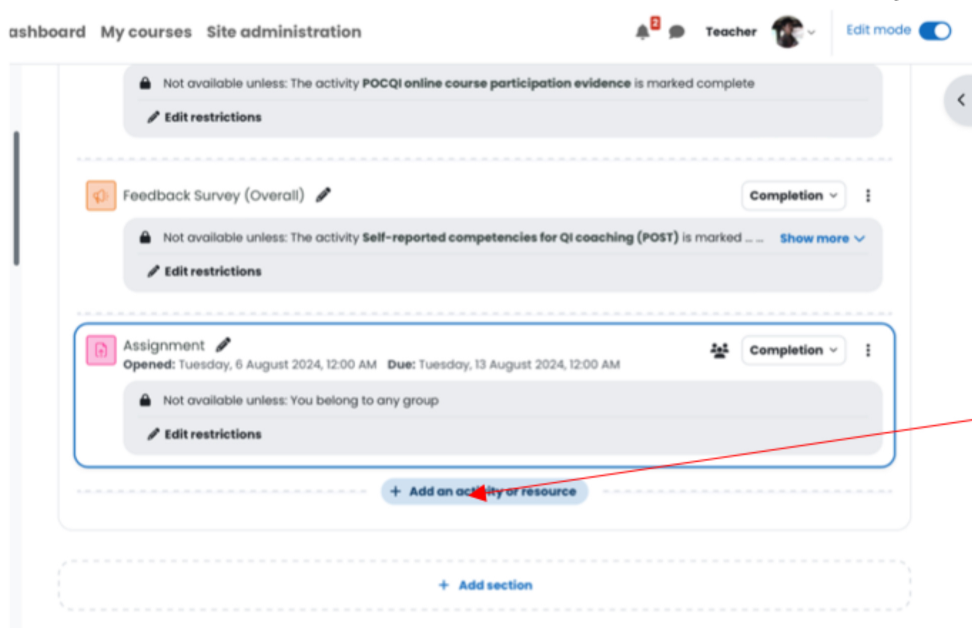 ashboard My courses Site administration 2 Teacher Edit mode
Not available unless: The activity POCQI online course participation evidence is marked complete
Edit restrictions
Feedback Survey (Overall) Completion
Not available unless: The activity Self-reported competencies for QI coaching (POST) is marked ... ... Show more
Edit restrictions
Assignment Completion
Opened: Tuesday, 6 August 2024, 12:00 AM Due: Tuesday, 13 August 2024, 12:00 AM
Not available unless: You belong to any group
Edit restrictions
+ Add an activity or resource
+ Add section